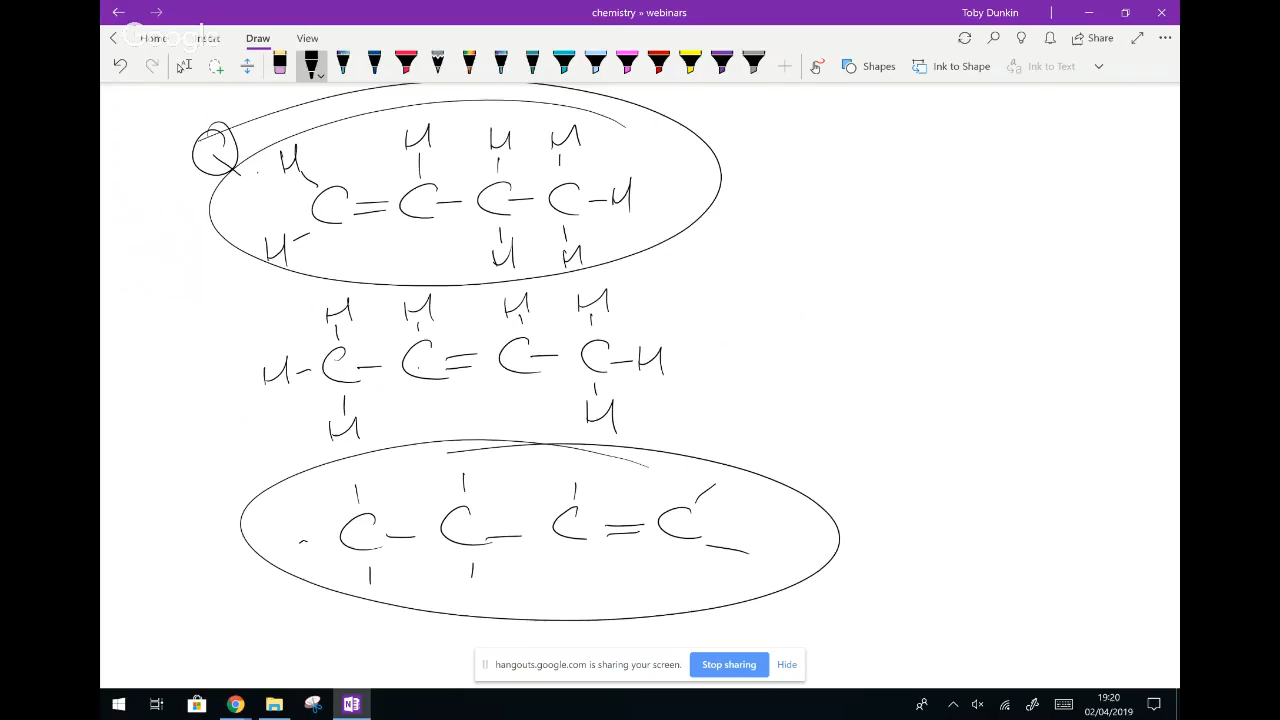 chemistry » webinars
Toby Dunkin
Home Insert Draw View
Google
Share
Shapes
Ink to Shape
Ink to Text
Q.
H H H
H
C = C - C - C - H
H H H
H H H H
H - C - C = C - C - H
H H
C - C - C = C
hangouts.google.com is sharing your screen.
Stop sharing
Hide
19:20
02/04/2019